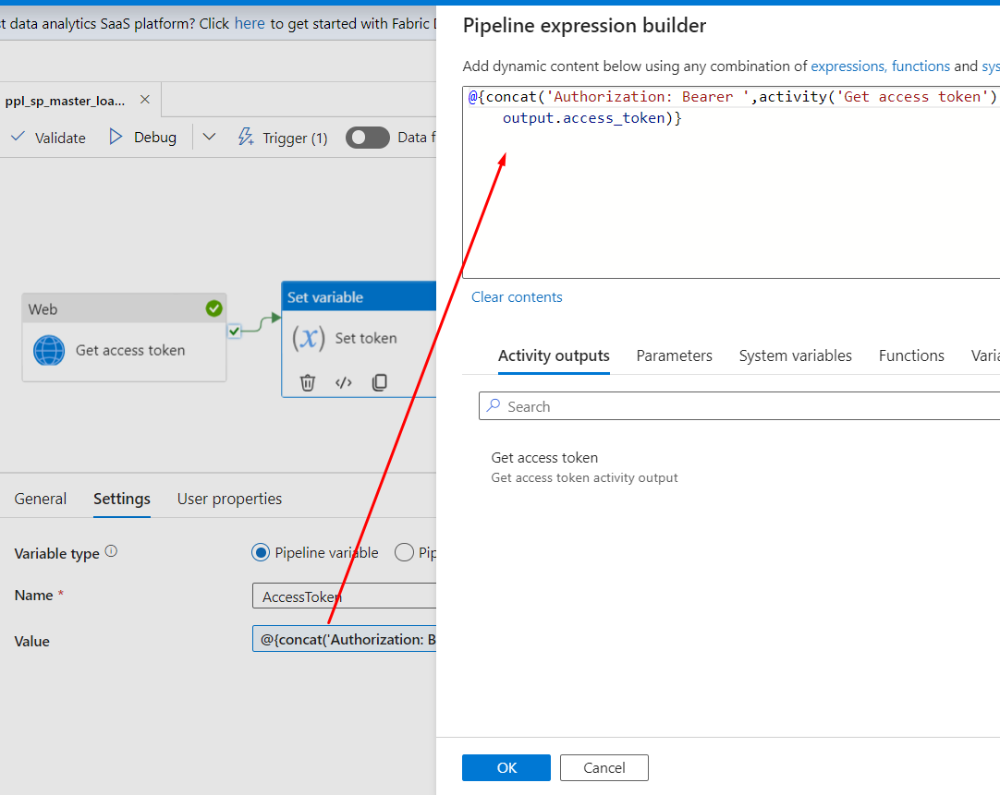 t data analytics SaaS platform? Click here to get started with Fabric D
ppl_sp_master_loa...
Validate
Debug
Trigger (1)
Data f
Web
Get access token
Set variable
(x) Set token
General
Settings
User properties
Variable type
Pipeline variable
Pip
Name *
AccessToken
Value
@{concat('Authorization: B
Pipeline expression builder
Add dynamic content below using any combination of expressions, functions and sys
@{concat('Authorization: Bearer ',activity('Get access token')
output.access_token)}
Clear contents
Activity outputs
Parameters
System variables
Functions
Varia
Search
Get access token
Get access token activity output
OK
Cancel